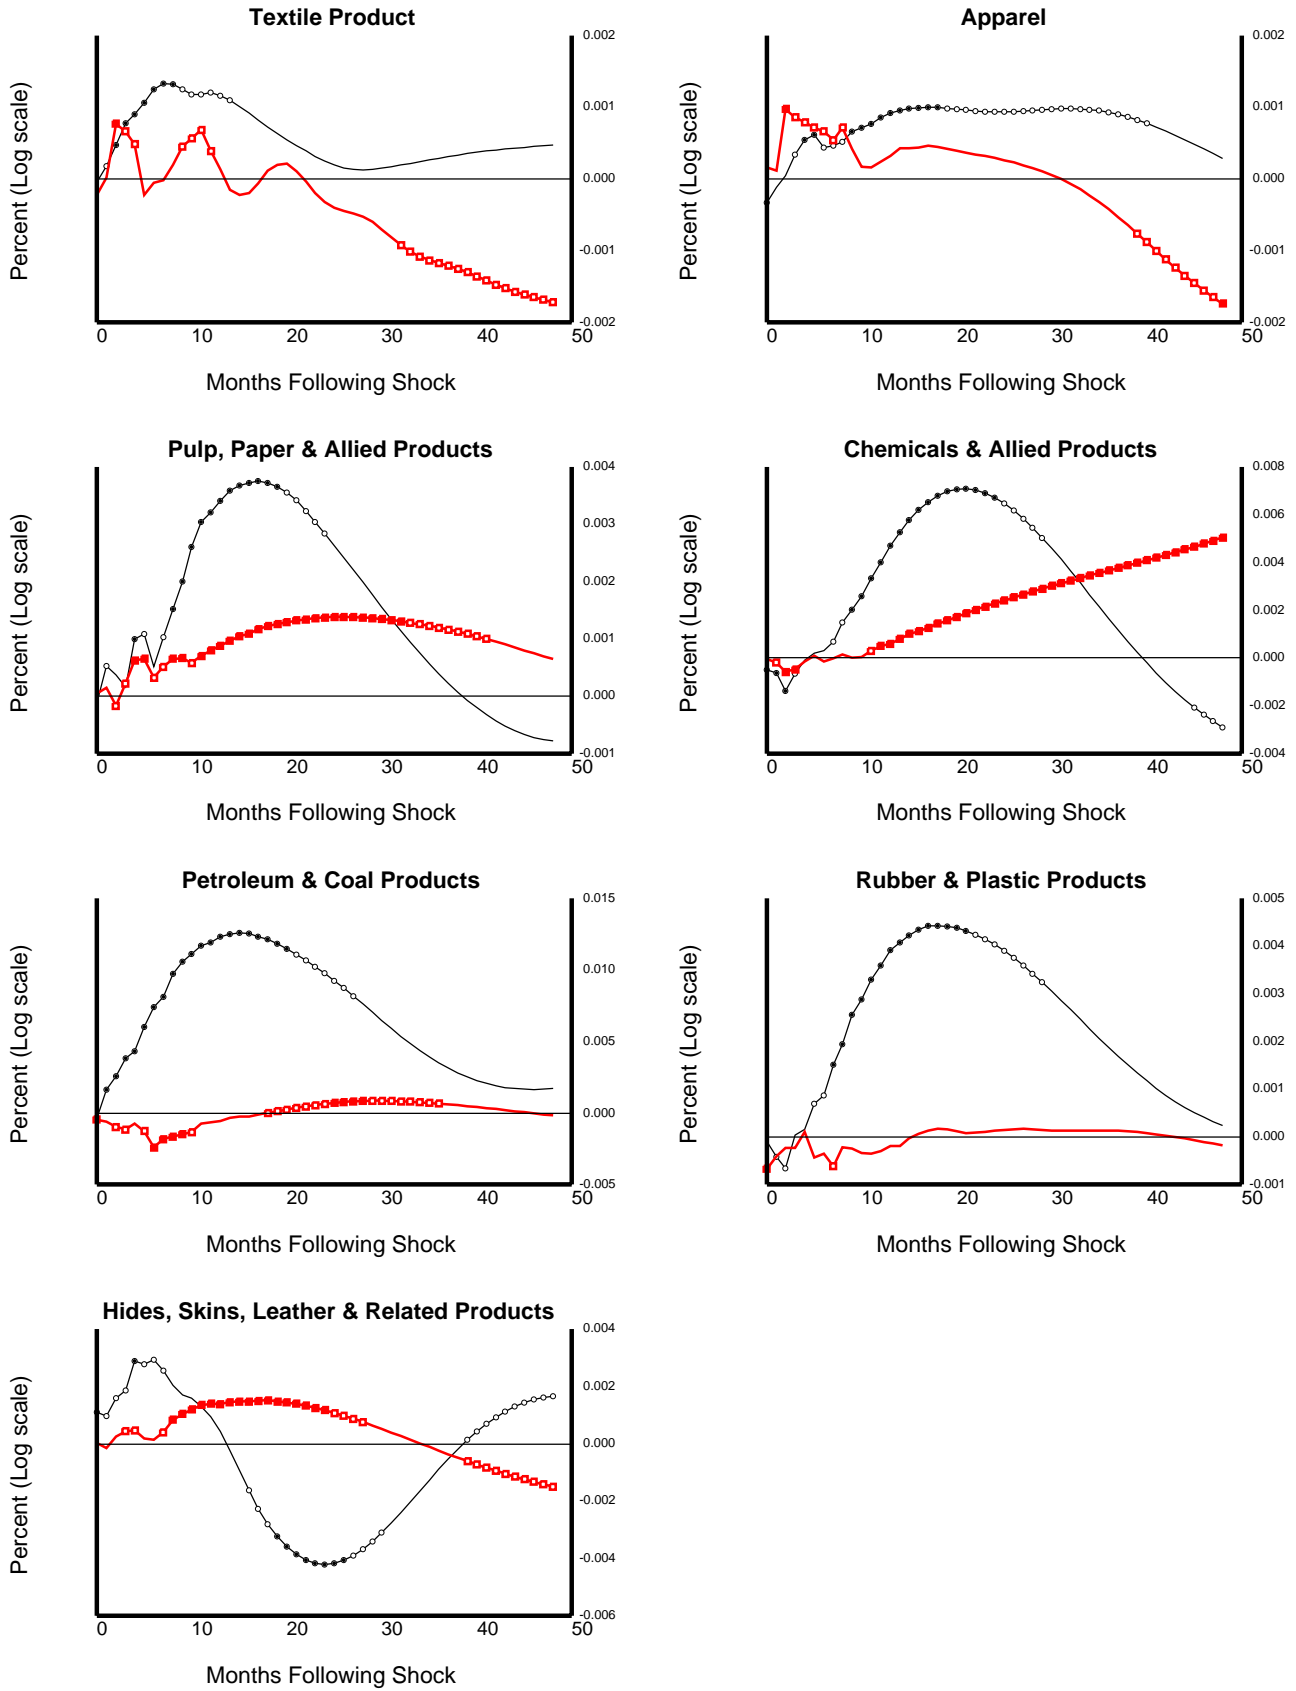 Textile Product
Percent (Log scale)
0.002
0.001
0.000
-0.001
-0.002
0 10 20 30 40 50
Months Following Shock
Apparel
Percent (Log scale)
0.002
0.001
0.000
-0.001
-0.002
0 10 20 30 40 50
Months Following Shock
Pulp, Paper & Allied Products
Percent (Log scale)
0.004
0.003
0.002
0.001
0.000
-0.001
0 10 20 30 40 50
Months Following Shock
Chemicals & Allied Products
Percent (Log scale)
0.008
0.006
0.004
0.002
0.000
-0.002
-0.004
0 10 20 30 40 50
Months Following Shock
Petroleum & Coal Products
Percent (Log scale)
0.015
0.010
0.005
0.000
-0.005
0 10 20 30 40 50
Months Following Shock
Rubber & Plastic Products
Percent (Log scale)
0.005
0.004
0.003
0.002
0.001
0.000
-0.001
0 10 20 30 40 50
Months Following Shock
Hides, Skins, Leather & Related Products
Percent (Log scale)
0.004
0.002
0.000
-0.002
-0.004
-0.006
0 10 20 30 40 50
Months Following Shock